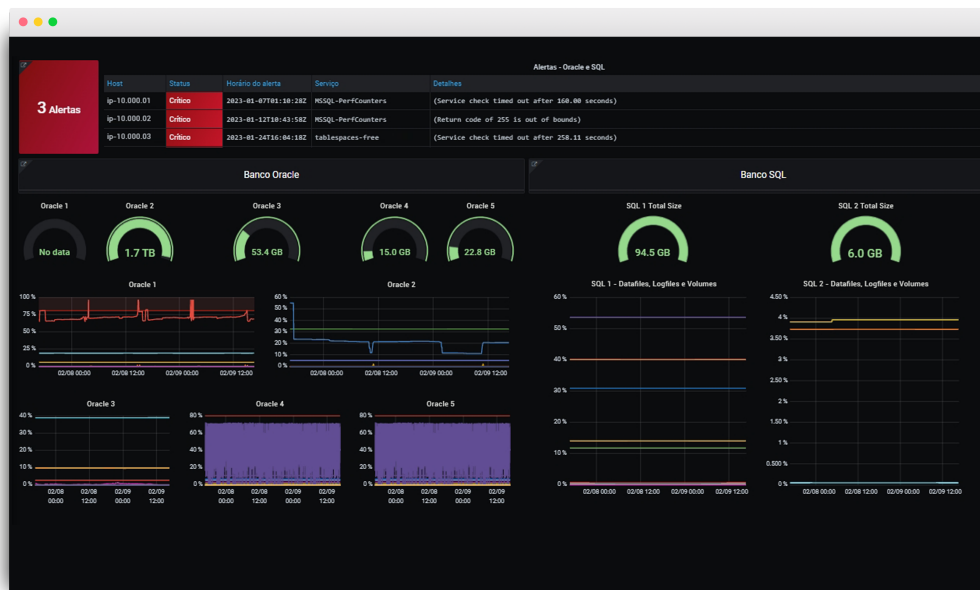 Alertas - Oracle e SQL
3 Alertas
Host Status Horário do alerta Serviço Detalhes
ip-10.000.01 Crítico 2023-01-07T01:10:28Z MSSQL-PerfCounters (Service check timed out after 160.00 seconds)
ip-10.000.02 Crítico 2023-01-12T10:43:58Z MSSQL-PerfCounters (Return code of 255 is out of bounds)
ip-10.000.03 Crítico 2023-01-24T16:04:18Z tablespaces-free (Service check timed out after 258.11 seconds)
Banco Oracle Banco SQL
Oracle 1 Oracle 2 Oracle 3 Oracle 4 Oracle 5 SQL 1 Total Size SQL 2 Total Size
No data 1.7 TB 53.4 GB 15.0 GB 22.8 GB 94.5 GB 6.0 GB
Oracle 1
100 %
75 %
50 %
25 %
0 %
02/08 00:00 02/08 12:00 02/09 00:00 02/09 12:00
Oracle 2
60 %
50 %
40 %
30 %
20 %
10 %
0 %
02/08 00:00 02/08 12:00 02/09 00:00 02/09 12:00
SQL 1 - Datafiles, Logfiles e Volumes
60 %
50 %
40 %
30 %
20 %
10 %
0 %
02/08 00:00 02/08 12:00 02/09 00:00 02/09 12:00
SQL 2 - Datafiles, Logfiles e Volumes
4.50 %
4 %
3.50 %
3 %
2.50 %
2 %
1.50 %
1 %
0.500 %
0 %
02/08 00:00 02/08 12:00 02/09 00:00 02/09 12:00
Oracle 3
40 %
30 %
20 %
10 %
0 %
02/08 02/08 02/09 02/09
00:00 12:00 00:00 12:00
Oracle 4
80 %
60 %
40 %
20 %
0 %
02/08 02/08 02/09 02/09
00:00 12:00 00:00 12:00
Oracle 5
80 %
60 %
40 %
20 %
0 %
02/08 02/08 02/09 02/09
00:00 12:00 00:00 12:00